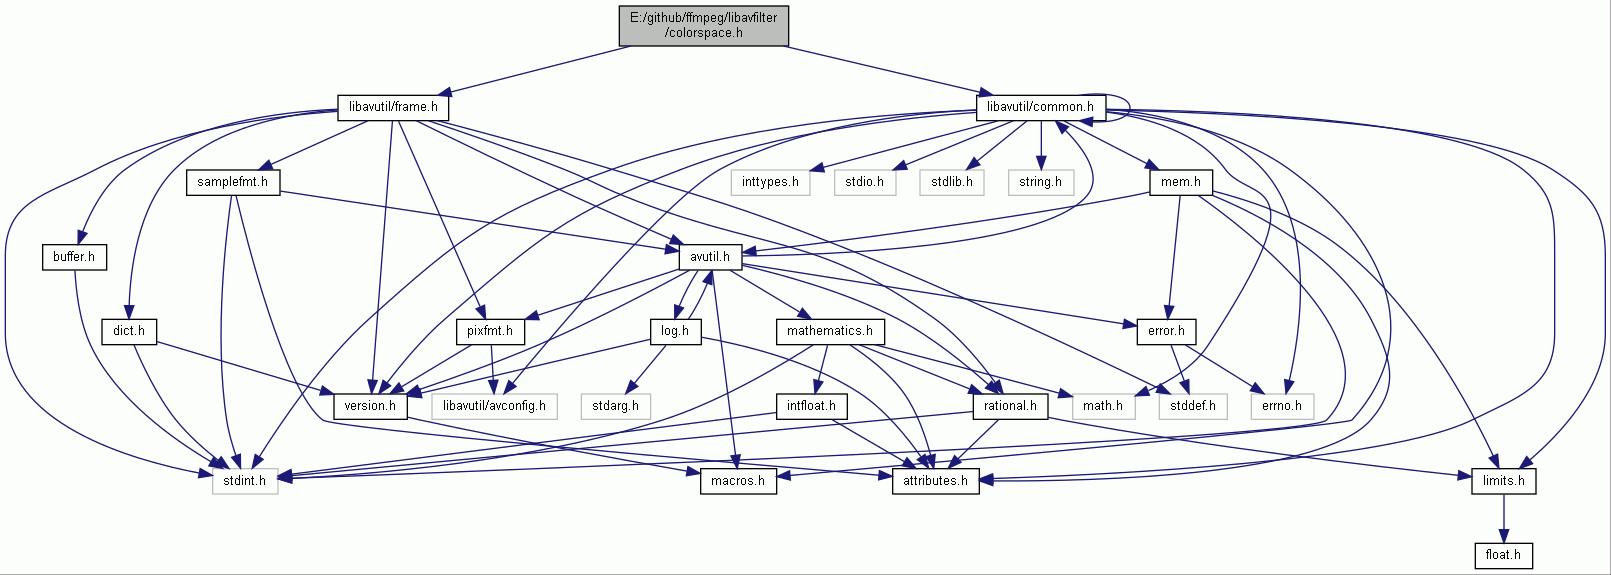 E:/github/ffmpeg/libavfilter
/colorspace.h
libavutil/frame.h
libavutil/common.h
samplefmt.h
inttypes.h
stdio.h
stdlib.h
string.h
mem.h
buffer.h
avutil.h
dict.h
pixfmt.h
log.h
mathematics.h
error.h
version.h
libavutil/avconfig.h
stdarg.h
intfloat.h
rational.h
math.h
stddef.h
errno.h
stdint.h
macros.h
attributes.h
limits.h
float.h